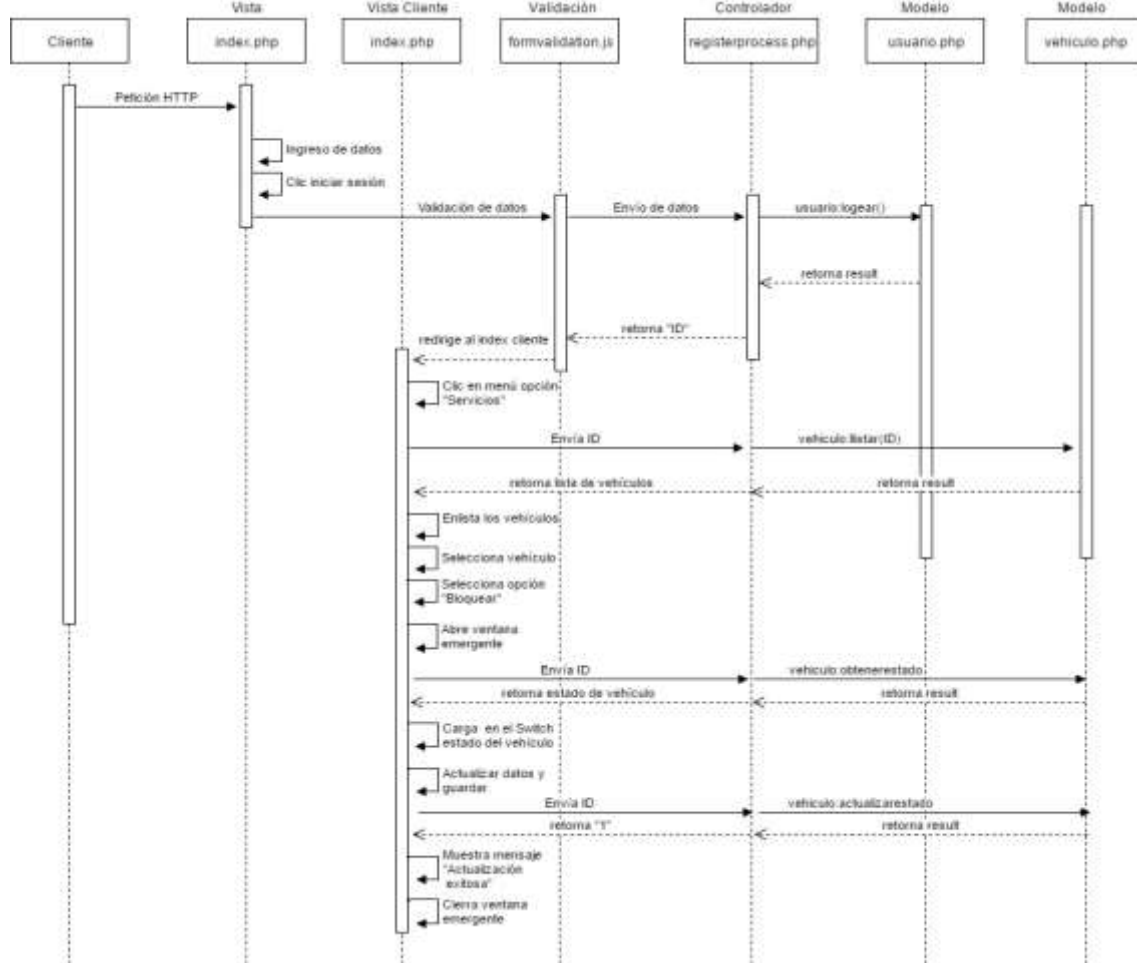 Vista
Vista Cliente
Validación
Controlador
Modelo
Modelo
Cliente
index.php
index.php
formvalidation.js
registerprocess.php
usuario.php
vehiculo.php
Petición HTTP
Ingreso de datos
Clic iniciar sesión
Validación de datos
Envío de datos
usuario:logear()
retorna result
retorna "ID"
redirige al index cliente
Clic en menú opción
"Servicios"
Envía ID
vehiculo:listar(ID)
retorna lista de vehículos
retorna result
Enlista los vehículos
Selecciona vehículo
Selecciona opción
"Bloquear"
Abre ventana
emergente
Envía ID
vehiculo:obtenerestado
retorna estado de vehículo
retorna result
Carga en el Switch
estado del vehículo
Actualizar datos y
guardar
Envía ID
vehiculo:actualizarestado
retorna "1"
retorna result
Muestra mensaje
"Actualización
exitosa"
Cierra ventana
emergente